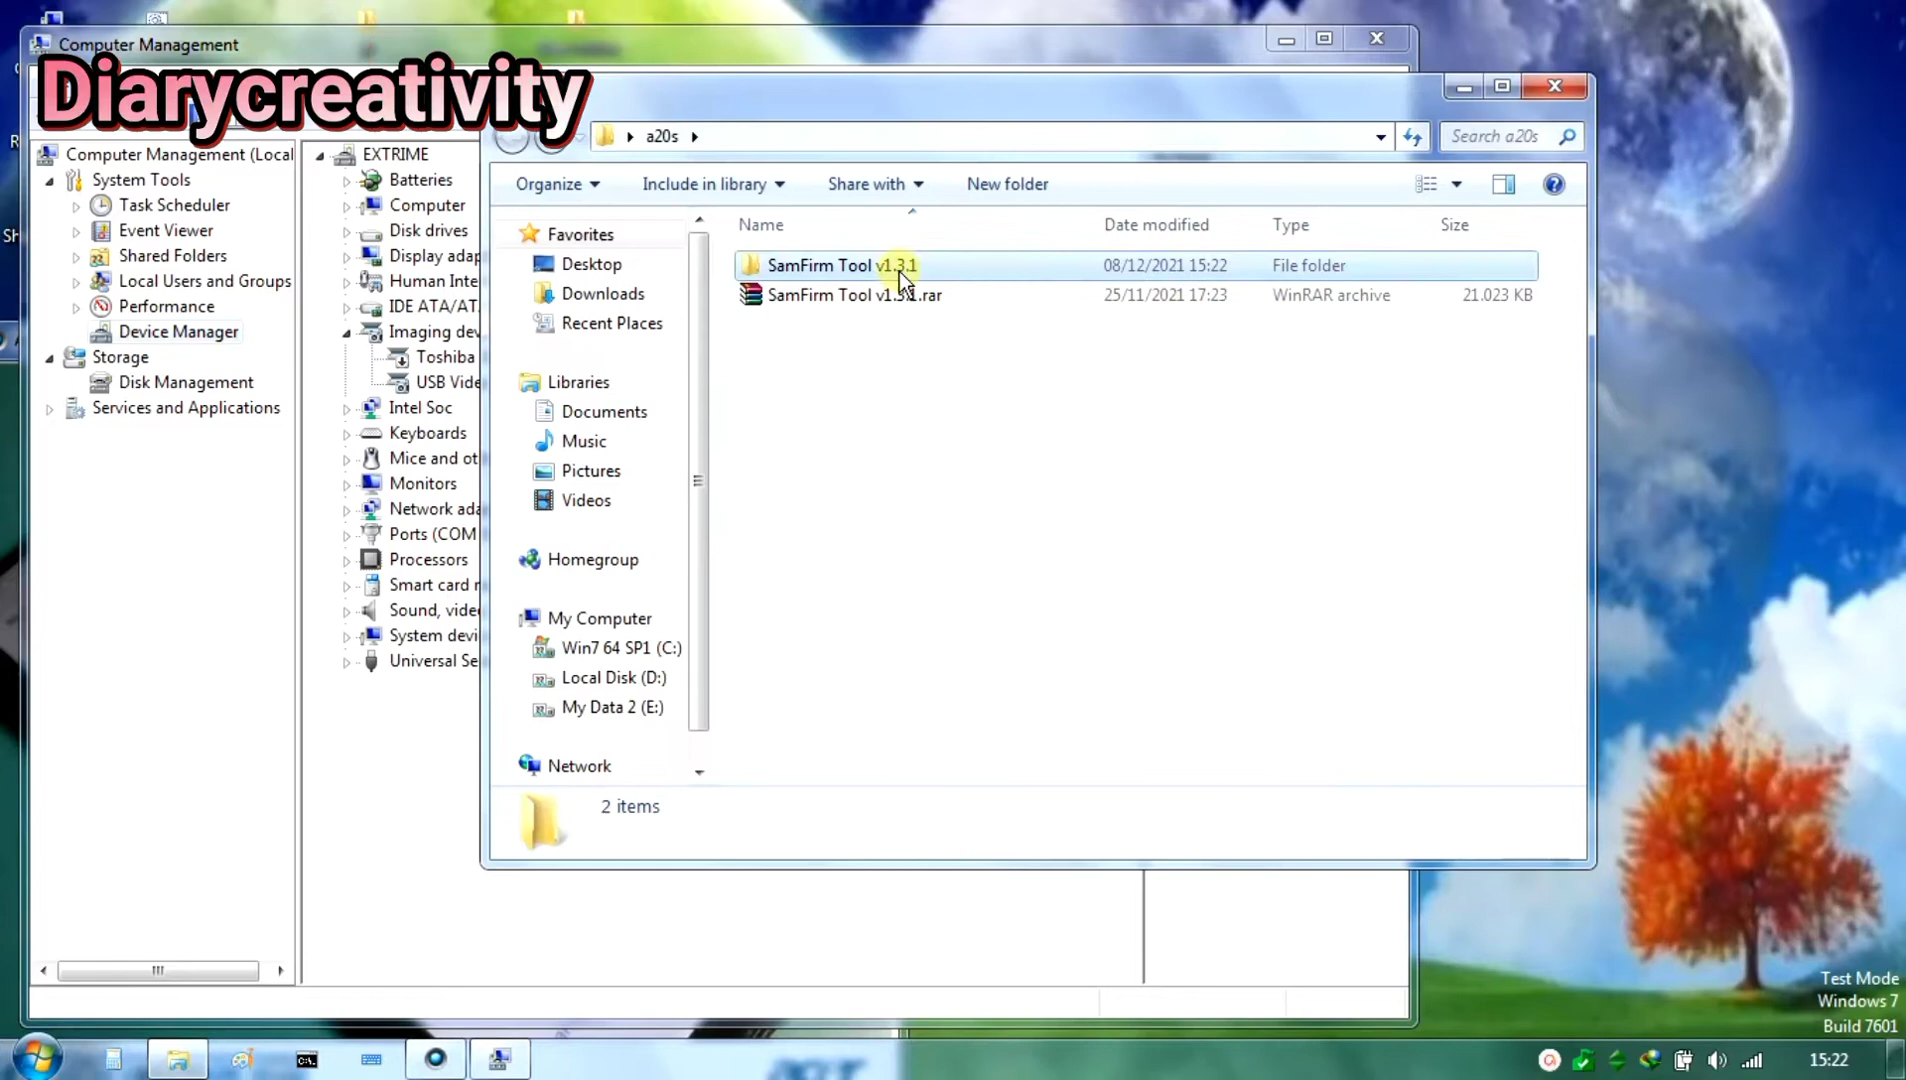 Computer Management
Diarycreativity
a20s
Search a20s
Computer Management (Local
System Tools
Task Scheduler
Event Viewer
Shared Folders
Local Users and Groups
Performance
Device Manager
Storage
Disk Management
Services and Applications
EXTRIME
Batteries
Computer
Disk drives
Display adap
Human Inte
IDE ATA/AT
Imaging dev
Toshiba
USB Vide
Intel Soc
Keyboards
Mice and ot
Monitors
Network ada
Ports (COM
Processors
Smart card r
Sound, video
System devi
Universal Se
Organize
Include in library
Share with
New folder
Favorites
Desktop
Downloads
Recent Places
Libraries
Documents
Music
Pictures
Videos
Homegroup
My Computer
Win7 64 SP1 (C:)
Local Disk (D:)
My Data 2 (E:)
Network
Name Date modified Type Size
SamFirm Tool v1.3.1 08/12/2021 15:22 File folder
SamFirm Tool v1.3.1.rar 25/11/2021 17:23 WinRAR archive 21.023 KB
2 items
Test Mode
Windows 7
Build 7601
15:22